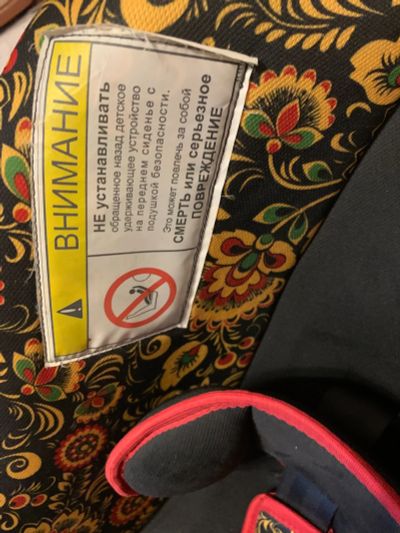 ВНИМАНИЕ
НЕ устанавливать
обращенное назад детское
удерживающее устройство
на переднем сиденье с
подушкой безопасности.
Это может повлечь за собой
СМЕРТЬ или серьезное
ПОВРЕЖДЕНИЕ